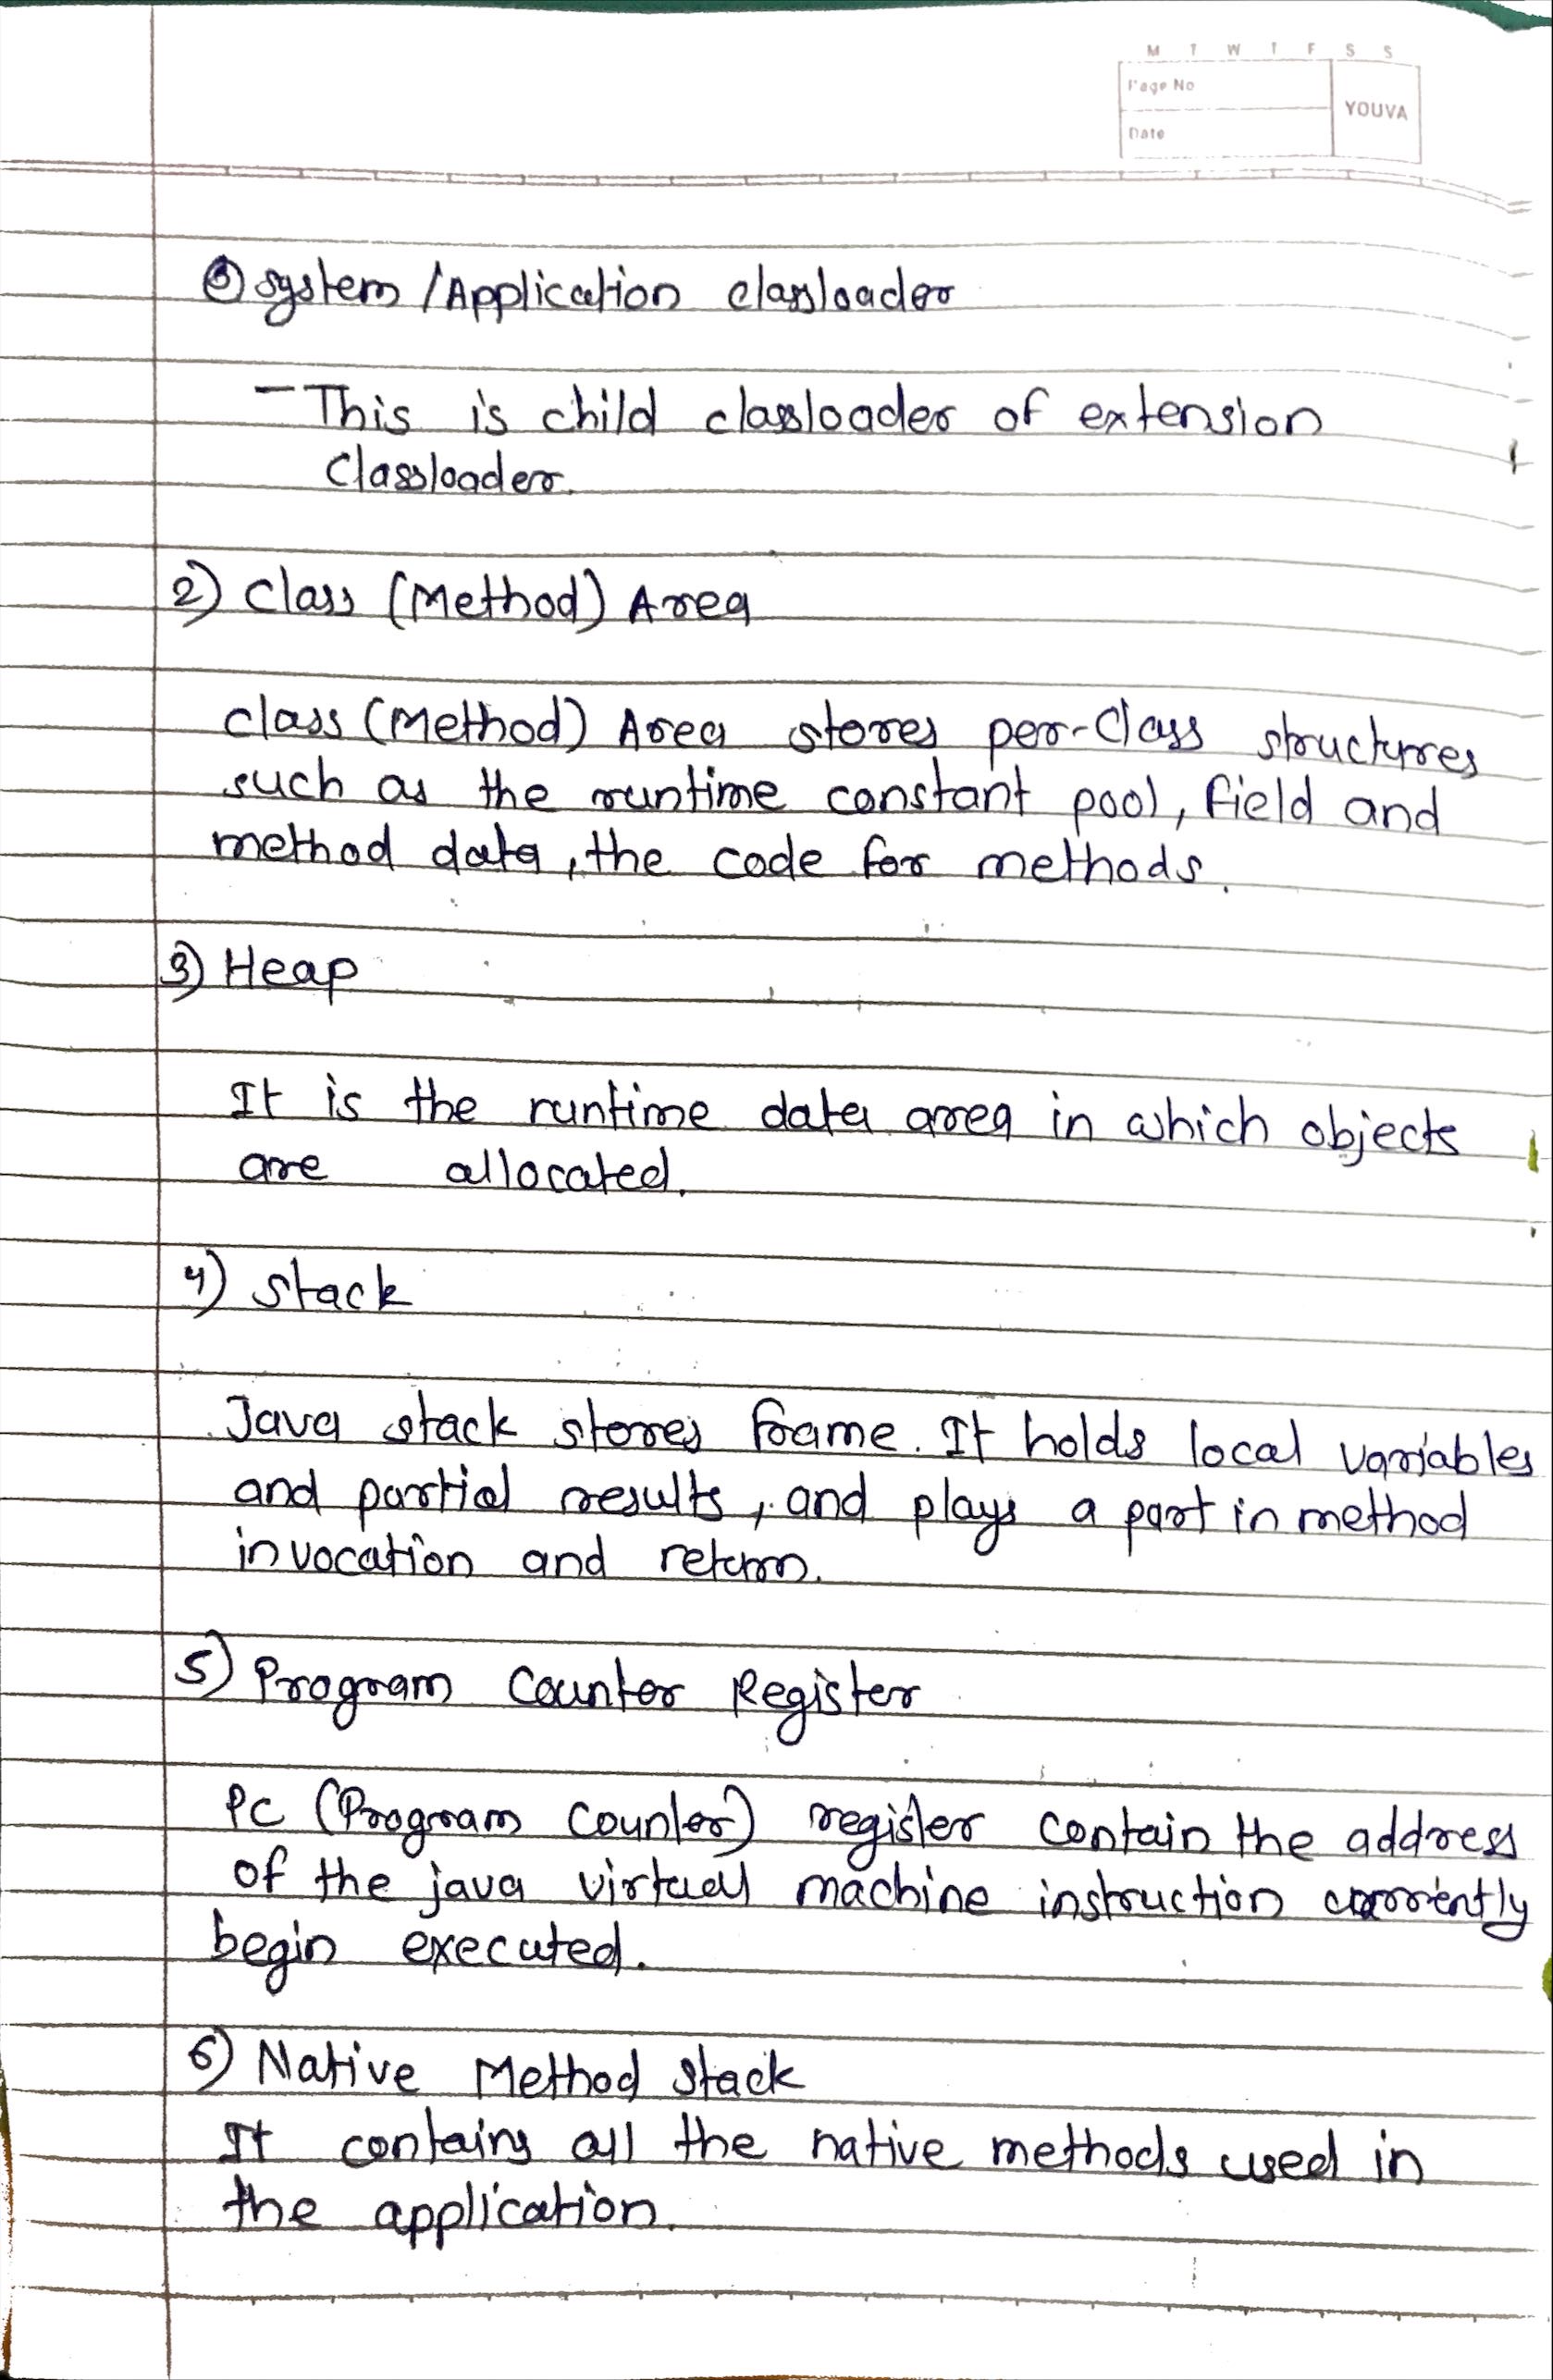 M T W T F S S
Page No
YOUVA
Date
③ system / Application classloader
- This is child classloader of extension
Classloader.
2) Class (Method) Area
class (Method) Area stores per-Class structures
such as the runtime constant pool, field and
method data, the code for methods.
3) Heap
It is the runtime data area in which objects
are allocated.
4) stack
Java stack stores frame. It holds local variables
and partial results, and plays a part in method
invocation and return.
5) Program Counter Register
PC (Program Counter) register contain the address
of the java virtual machine instruction currently
begin executed.
6) Native Method Stack
It contains all the native methods used in
the application.